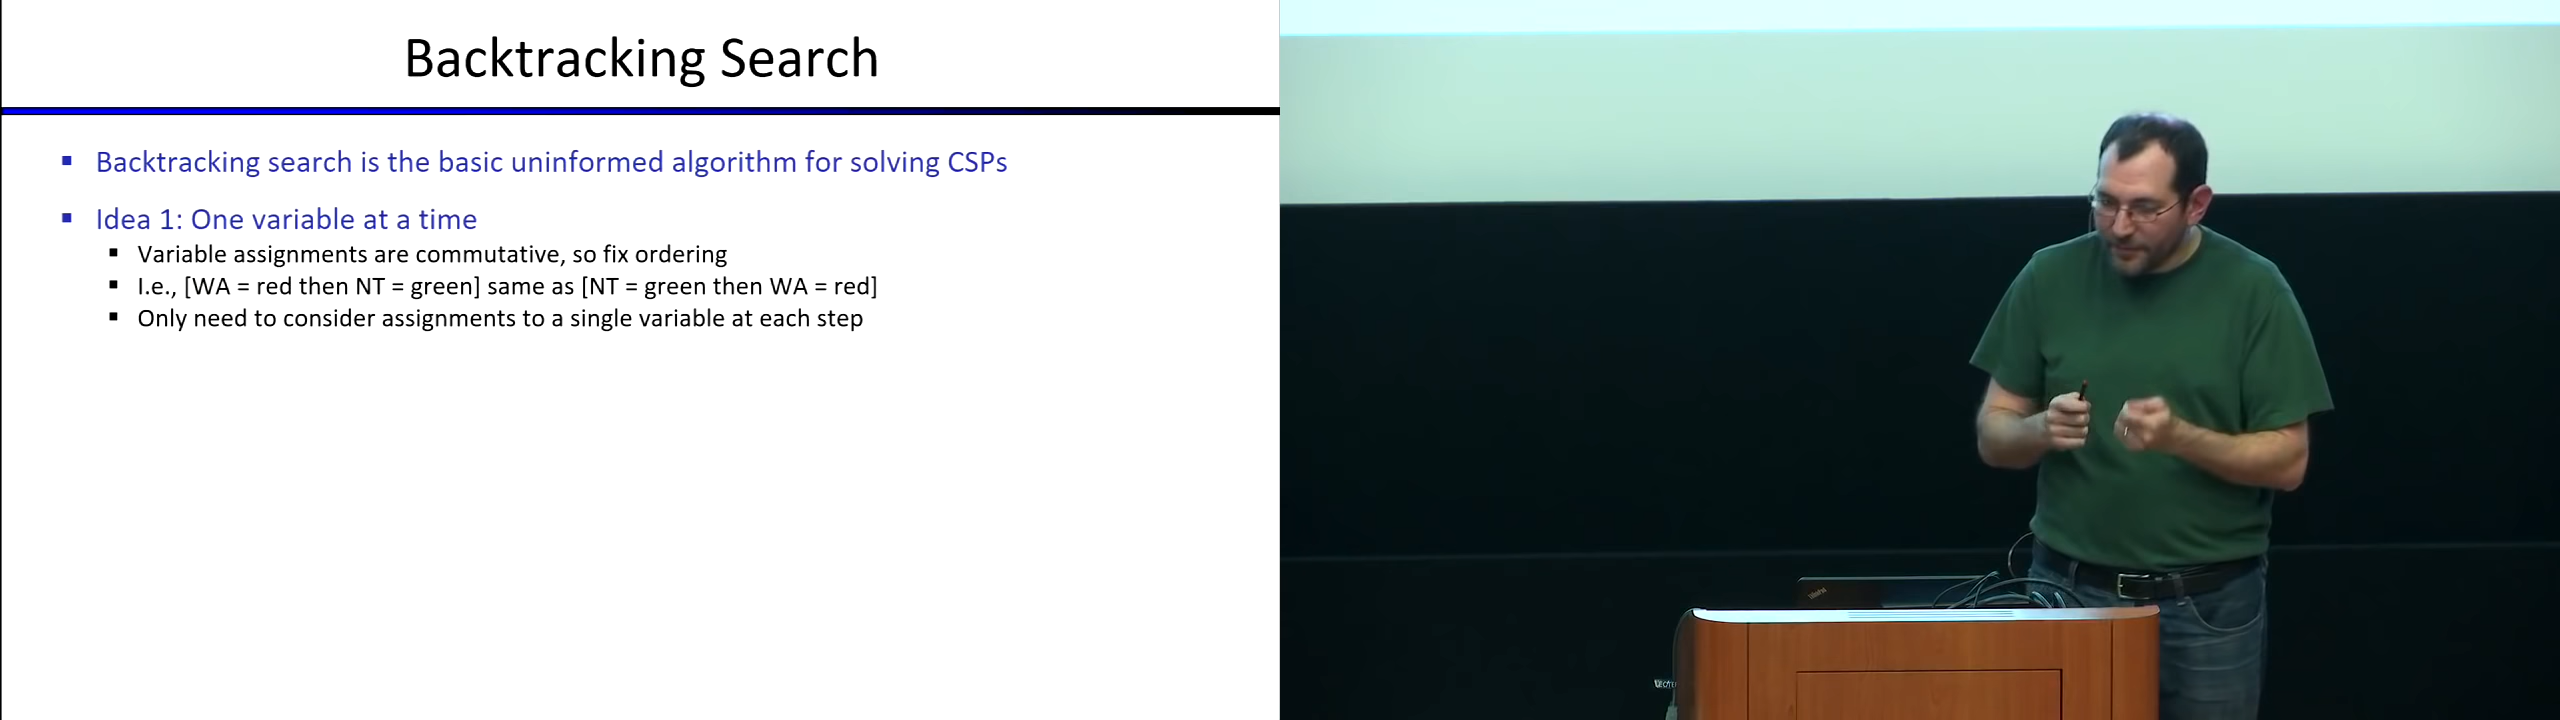 Backtracking Search
Backtracking search is the basic uninformed algorithm for solving CSPs
Idea 1: One variable at a time
Variable assignments are commutative, so fix ordering
I.e., [WA = red then NT = green] same as [NT = green then WA = red]
Only need to consider assignments to a single variable at each step
ThinkPad